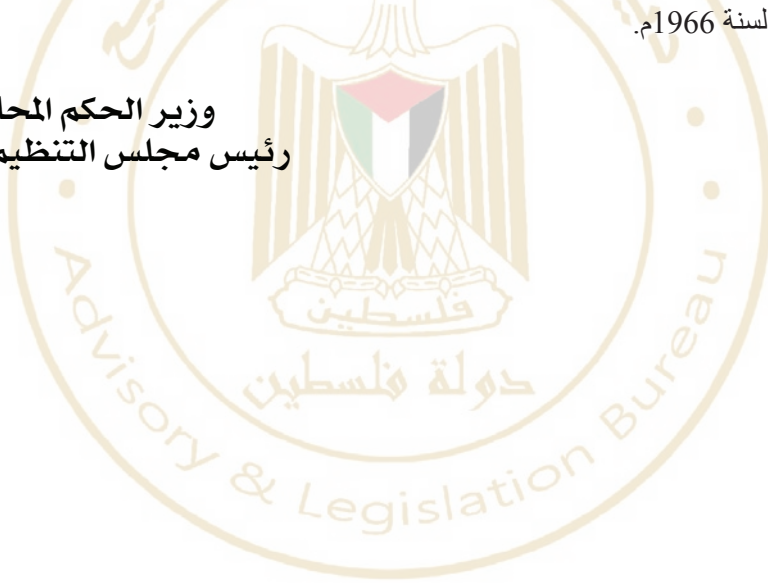 لسنة 1966م.
وزير الحكم
رئيس مجلس
فلسطين
دولة فلسطين
Advisory & Legislation Bureau